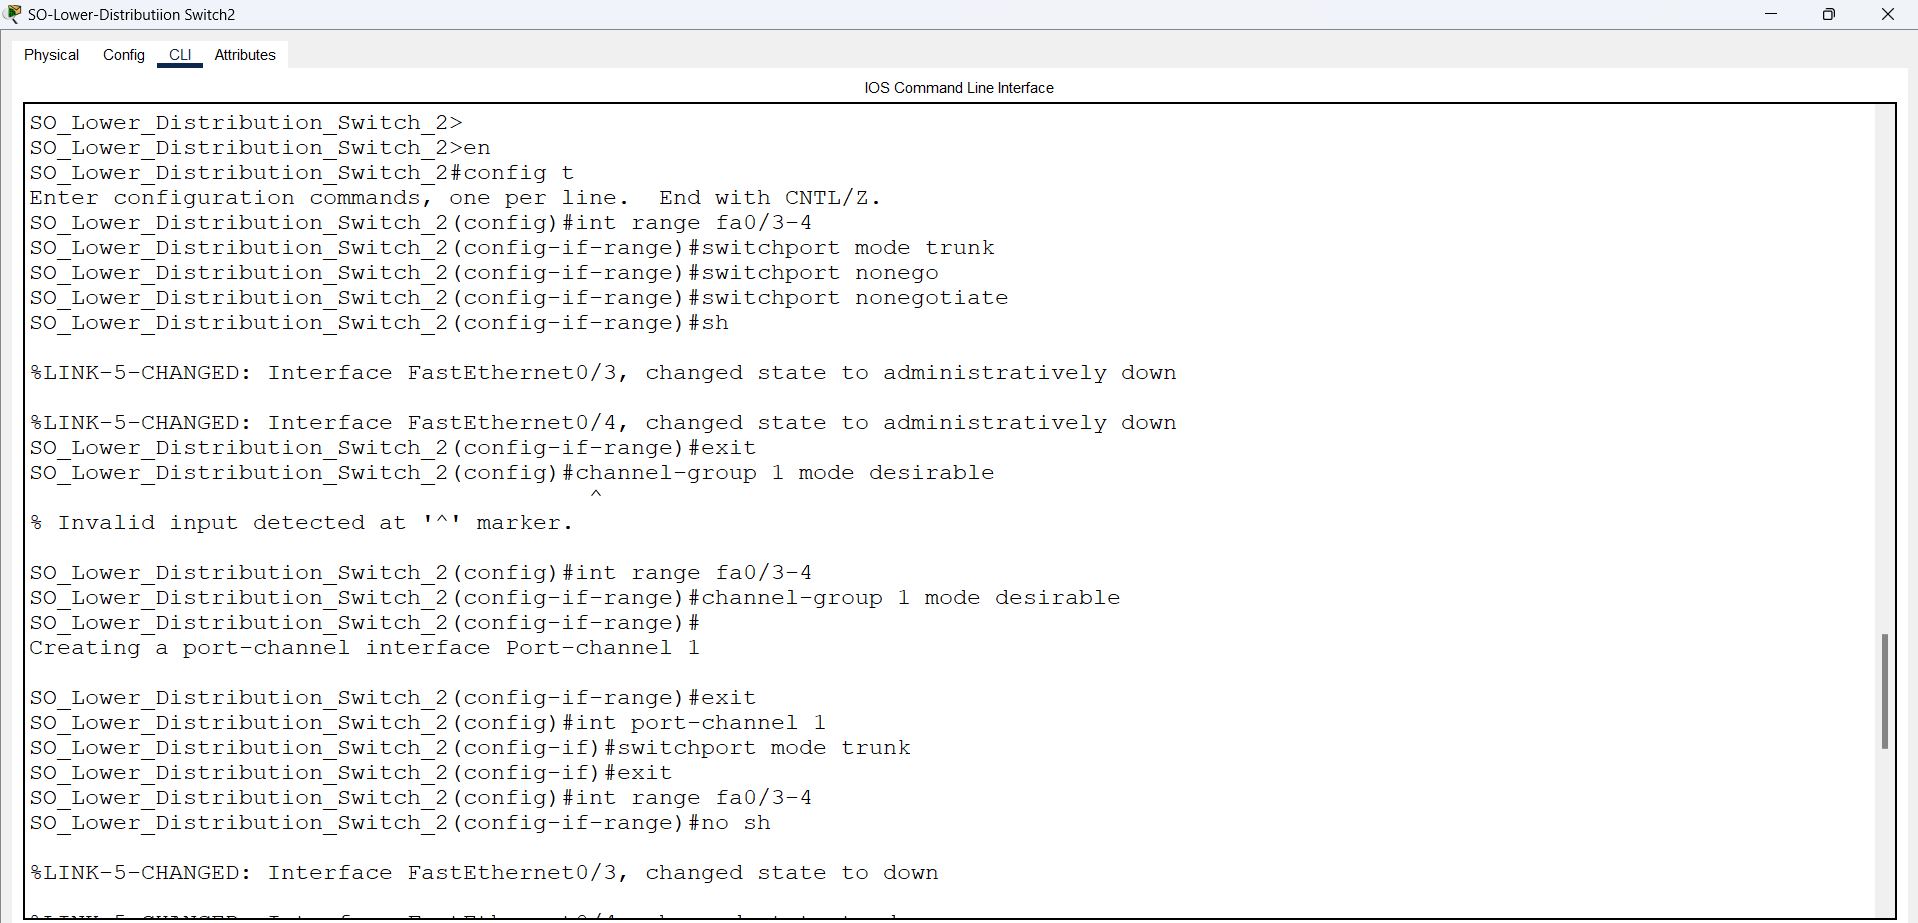 SO-Lower-Distributiion Switch2
Physical Config CLI Attributes
IOS Command Line Interface
SO_Lower_Distribution_Switch_2>
SO_Lower_Distribution_Switch_2>en
SO_Lower_Distribution_Switch_2#config t
Enter configuration commands, one per line.  End with CNTL/Z.
SO_Lower_Distribution_Switch_2(config)#int range fa0/3-4
SO_Lower_Distribution_Switch_2(config-if-range)#switchport mode trunk
SO_Lower_Distribution_Switch_2(config-if-range)#switchport nonego
SO_Lower_Distribution_Switch_2(config-if-range)#switchport nonegotiate
SO_Lower_Distribution_Switch_2(config-if-range)#sh
%LINK-5-CHANGED: Interface FastEthernet0/3, changed state to administratively down
%LINK-5-CHANGED: Interface FastEthernet0/4, changed state to administratively down
SO_Lower_Distribution_Switch_2(config-if-range)#exit
SO_Lower_Distribution_Switch_2(config)#channel-group 1 mode desirable
^
% Invalid input detected at '^' marker.
SO_Lower_Distribution_Switch_2(config)#int range fa0/3-4
SO_Lower_Distribution_Switch_2(config-if-range)#channel-group 1 mode desirable
SO_Lower_Distribution_Switch_2(config-if-range)#
Creating a port-channel interface Port-channel 1
SO_Lower_Distribution_Switch_2(config-if-range)#exit
SO_Lower_Distribution_Switch_2(config)#int port-channel 1
SO_Lower_Distribution_Switch_2(config-if)#switchport mode trunk
SO_Lower_Distribution_Switch_2(config-if)#exit
SO_Lower_Distribution_Switch_2(config)#int range fa0/3-4
SO_Lower_Distribution_Switch_2(config-if-range)#no sh
%LINK-5-CHANGED: Interface FastEthernet0/3, changed state to down